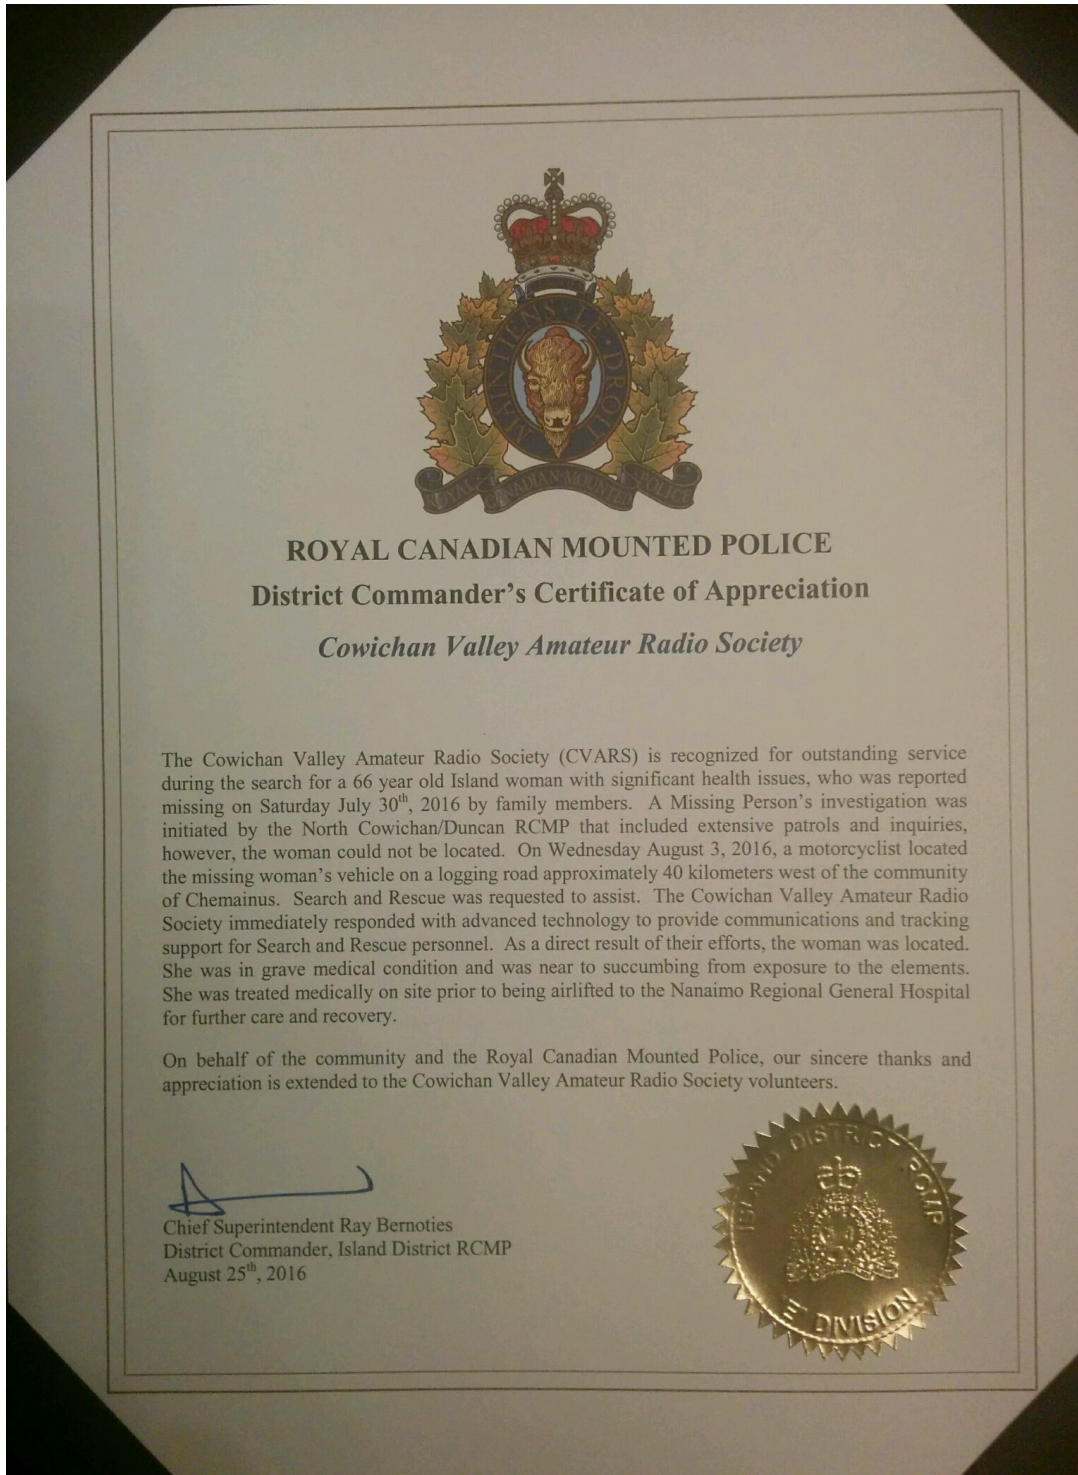 MAINTIENS LE DROIT
ROYAL CANADIAN MOUNTED POLICE
ROYAL CANADIAN MOUNTED POLICE
District Commander's Certificate of Appreciation
Cowichan Valley Amateur Radio Society
The Cowichan Valley Amateur Radio Society (CVARS) is recognized for outstanding service
during the search for a 66 year old Island woman with significant health issues, who was reported
missing on Saturday July 30th, 2016 by family members. A Missing Person's investigation was
initiated by the North Cowichan/Duncan RCMP that included extensive patrols and inquiries,
however, the woman could not be located. On Wednesday August 3, 2016, a motorcyclist located
the missing woman's vehicle on a logging road approximately 40 kilometers west of the community
of Chemainus. Search and Rescue was requested to assist. The Cowichan Valley Amateur Radio
Society immediately responded with advanced technology to provide communications and tracking
support for Search and Rescue personnel. As a direct result of their efforts, the woman was located.
She was in grave medical condition and was near to succumbing from exposure to the elements.
She was treated medically on site prior to being airlifted to the Nanaimo Regional General Hospital
for further care and recovery.
On behalf of the community and the Royal Canadian Mounted Police, our sincere thanks and
appreciation is extended to the Cowichan Valley Amateur Radio Society volunteers.
Chief Superintendent Ray Bernoties
District Commander, Island District RCMP
August 25th, 2016
ISLAND DISTRICT RCMP
'E' DIVISION